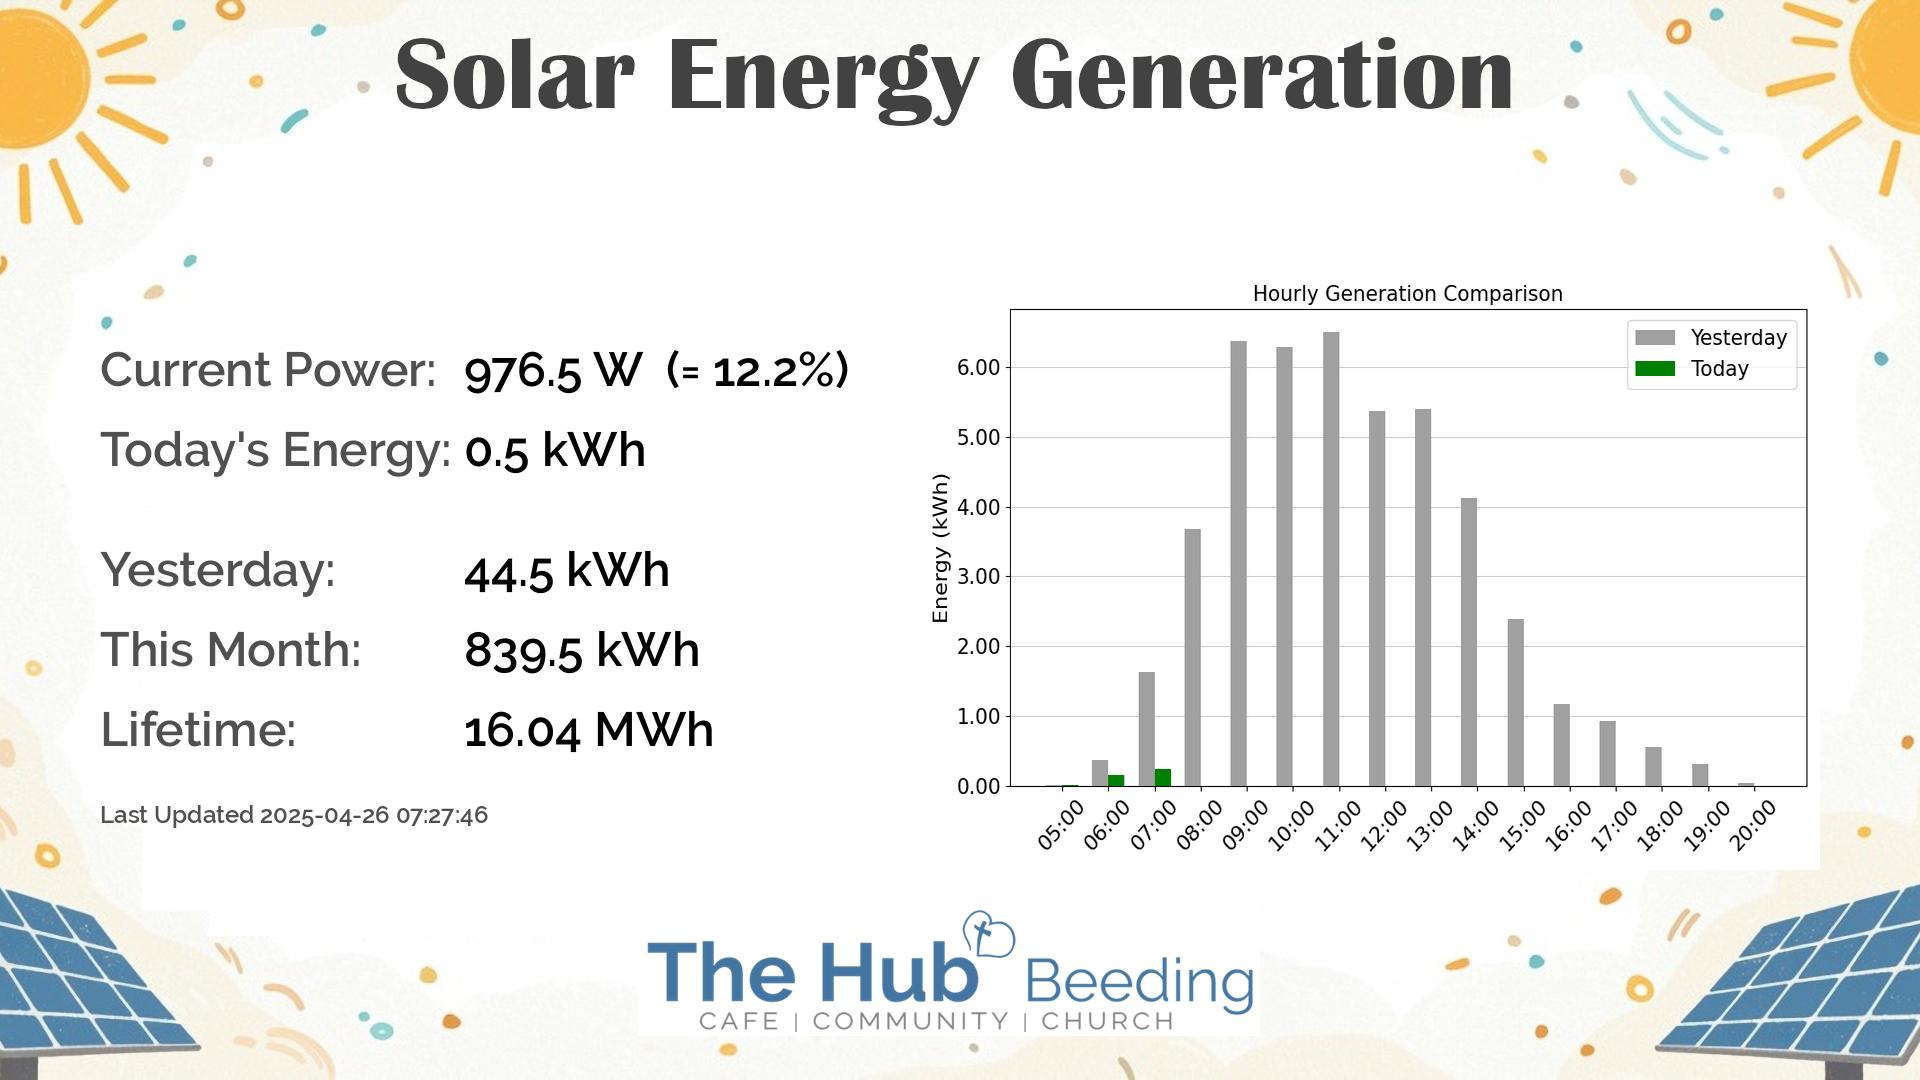 Solar Energy Generation
Current Power: 976.5 W (= 12.2%)
Today's Energy: 0.5 kWh
Yesterday: 44.5 kWh
This Month: 839.5 kWh
Lifetime: 16.04 MWh
Last Updated 2025-04-26 07:27:46
Hourly Generation Comparison
Yesterday
Today
Energy (kWh)
6.00
5.00
4.00
3.00
2.00
1.00
0.00
05:00 06:00 07:00 08:00 09:00 10:00 11:00 12:00 13:00 14:00 15:00 16:00 17:00 18:00 19:00 20:00
The Hub Beeding
CAFE | COMMUNITY | CHURCH